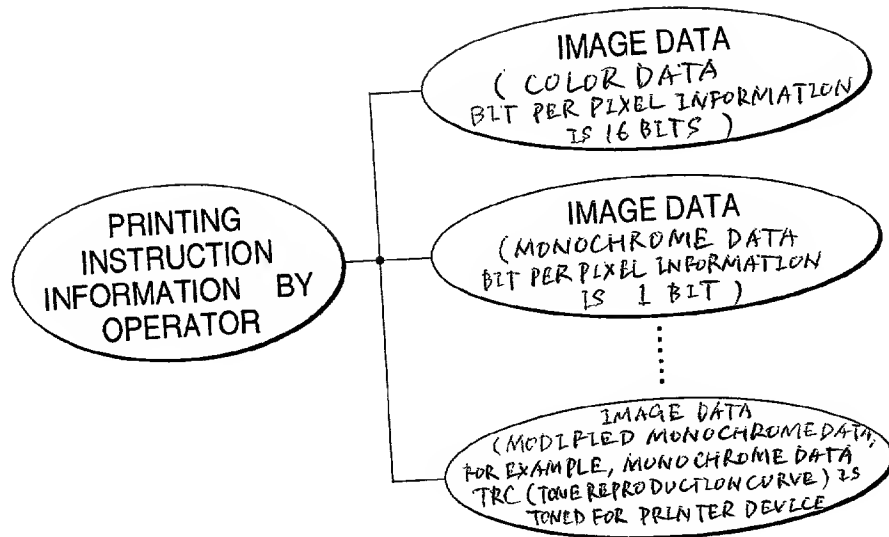 IMAGE DATA
( COLOR DATA
BIT PER PIXEL INFORMATION
IS 16 BITS )
PRINTING
INSTRUCTION
INFORMATION BY
OPERATOR
IMAGE DATA
(MONOCHROME DATA
BIT PER PIXEL INFORMATION
IS 1 BIT )
IMAGE DATA
(MODIFIED MONOCHROME DATA,
FOR EXAMPLE, MONOCHROME DATA
TRC (TONE REPRODUCTION CURVE) IS
TONED FOR PRINTER DEVICE